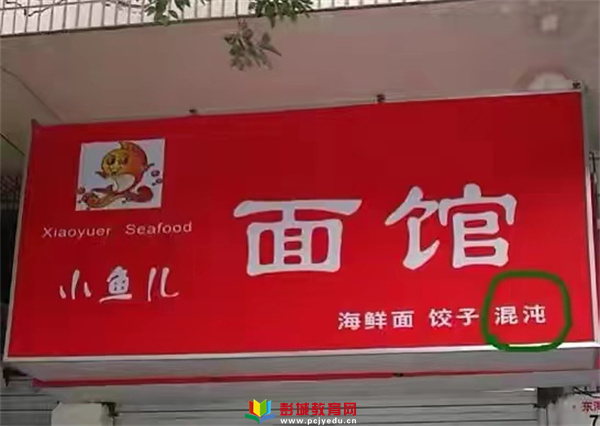 Xiaoyuer Seafood
小鱼儿
面馆
海鲜面 饺子 混沌
彭城教育网
www.pcjyedu.cn